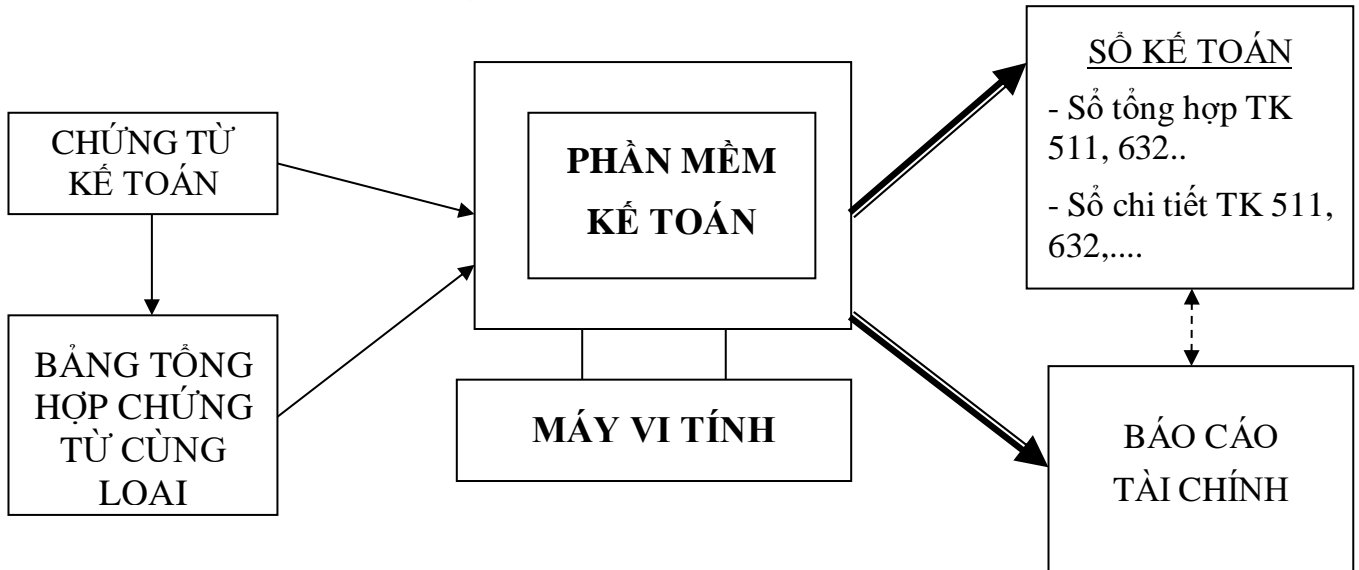 CHỨNG TỪ
KẾ TOÁN
BẢNG TỔNG
HỢP CHỨNG
TỪ CÙNG
LOAI
PHẦN MỀM
KẾ TOÁN
MÁY VI TÍNH
SỔ KẾ TOÁN
- Sổ tổng hợp TK
511, 632..
- Sổ chi tiết TK 511,
632,....
BÁO CÁO
TÀI CHÍNH